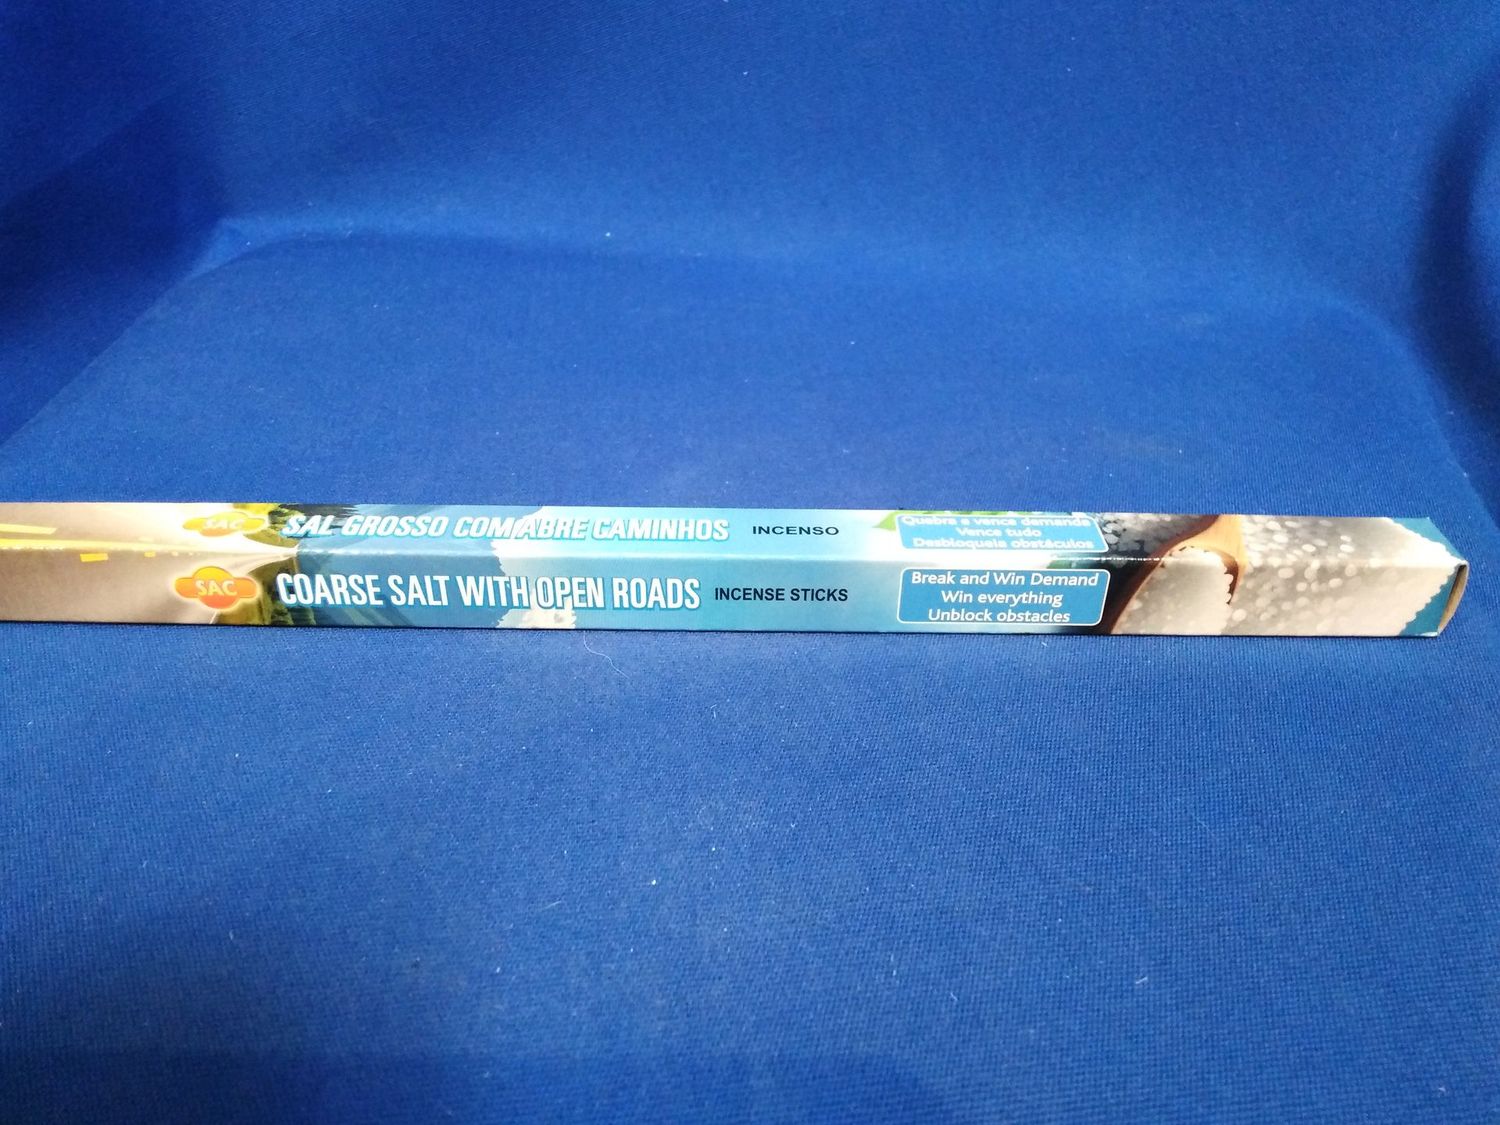 SAC
SAL GROSSO COM ABRE CAMINHOS INCENSO
Quebra e vence demanda
Vence tudo
Desbloqueia obstáculos
SAC
COARSE SALT WITH OPEN ROADS INCENSE STICKS
Break and Win Demand
Win everything
Unblock obstacles